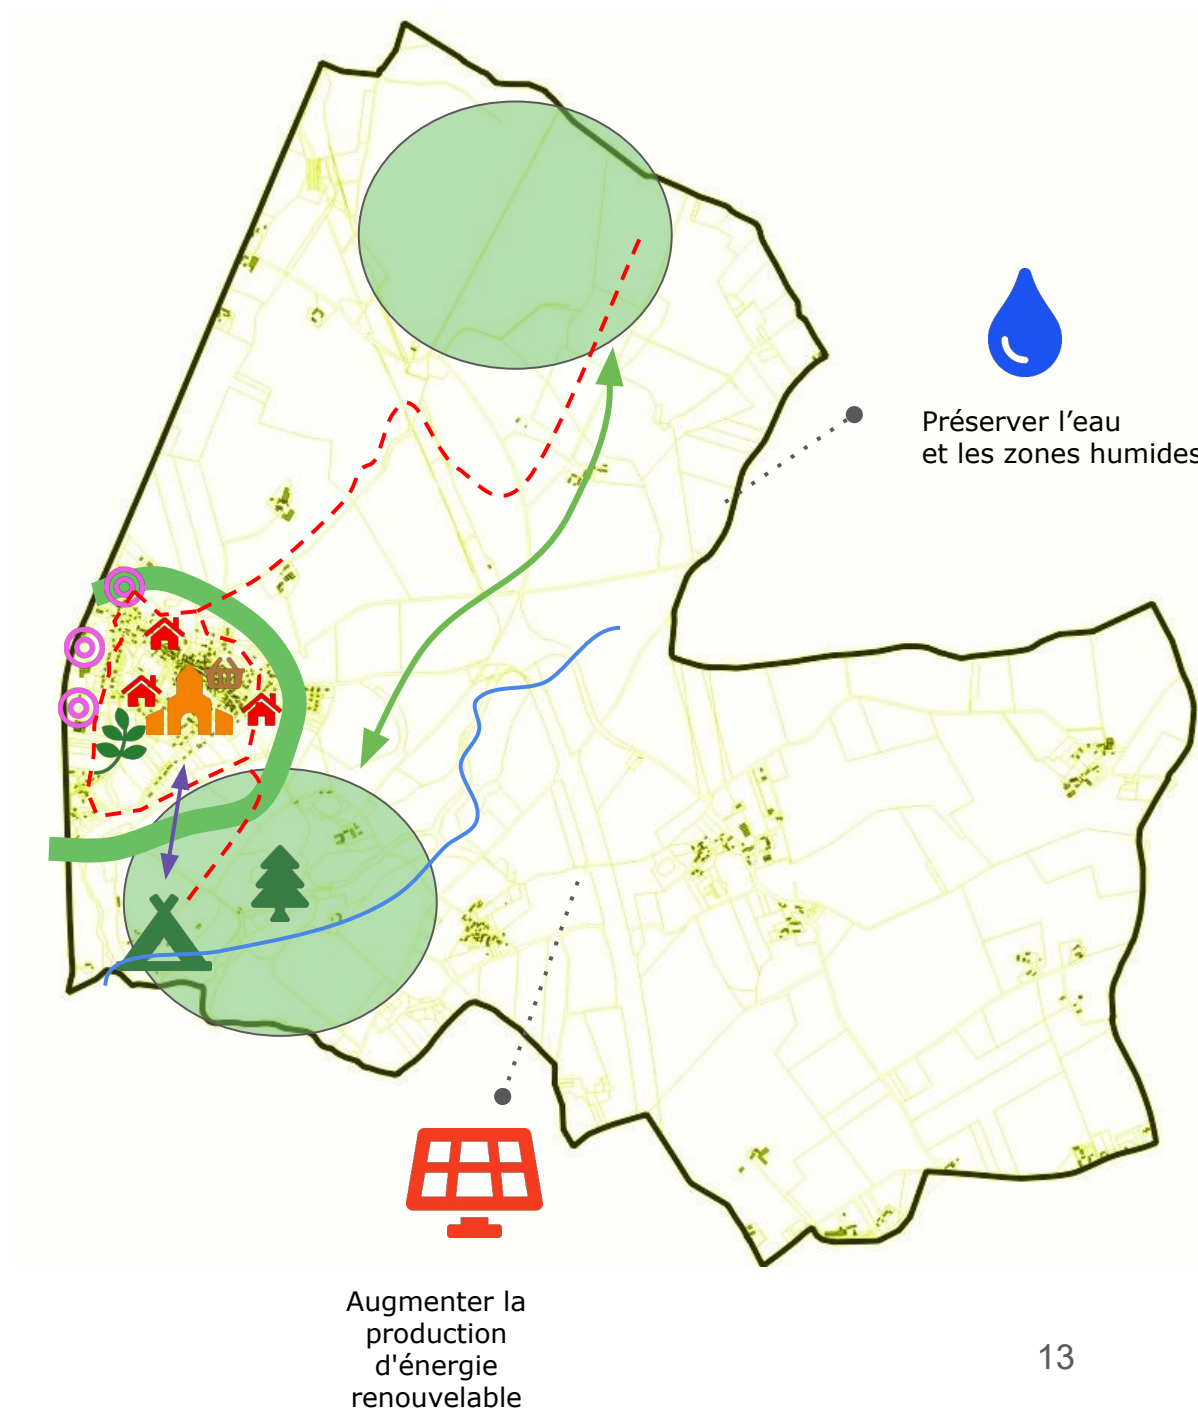 Préserver l’eau
et les zones humides
Augmenter la
production
d'énergie
renouvelable
13